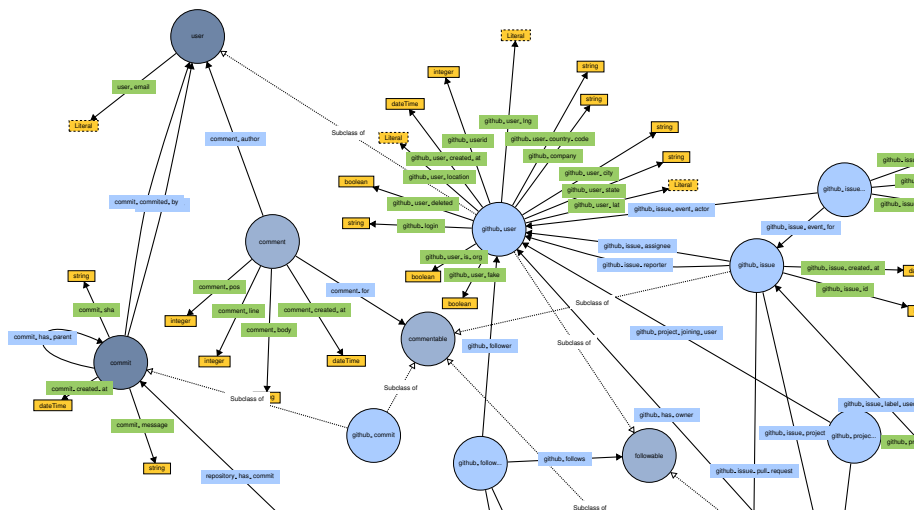 user
Literal
integer
string
user_email
dateTime
string
github_user_lng
Literal
comment_author
Subclass of
Literal
github_userid
github_user_country_code
string
github_user_created_at
github_company
string
github_user_location
github_user_city
boolean
github_user_state
Literal
github_issue...
commit_commited_by
github_user_deleted
github_user_lat
github_issue_event_actor
string
github_login
github_user
github_issue_event_for
comment
github_user_is_org
github_issue_assignee
github_issue_reporter
github_issue
github_issue_created_at
string
boolean
github_user_fake
comment_pos
comment_for
github_issue_id
commit_sha
comment_line
comment_created_at
boolean
Subclass of
integer
comment_body
commit_has_parent
commentable
github_project_joining_user
github_follower
Subclass of
commit
integer
dateTime
commit_created_at
Subclass of
dateTime
commit_message
github_commit
Subclass of
github_has_owner
github_issue_label_use
github_issue_project
github_projec...
string
repository_has_commit
github_follow...
github_follows
followable
github_issue_pull_request
Subclass of